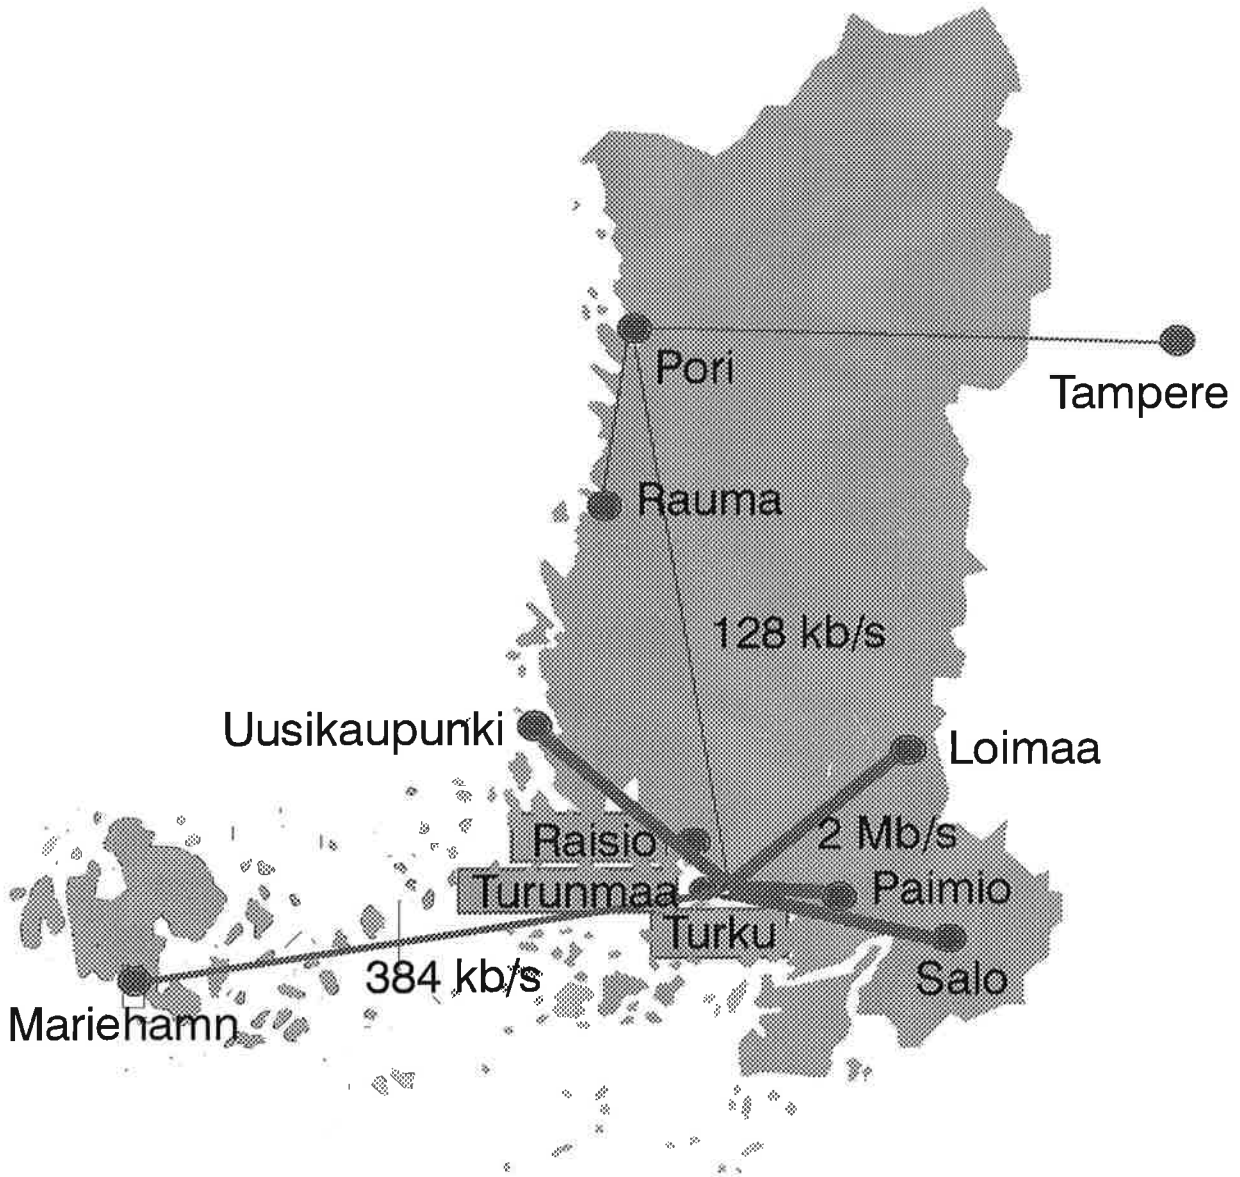 Pori
Tampere
Rauma
128 kb/s
Uusikaupunki
Loimaa
Raisio
2 Mb/s
Turunmaa
Paimio
Turku
Salo
384 kb/s
Mariehamn